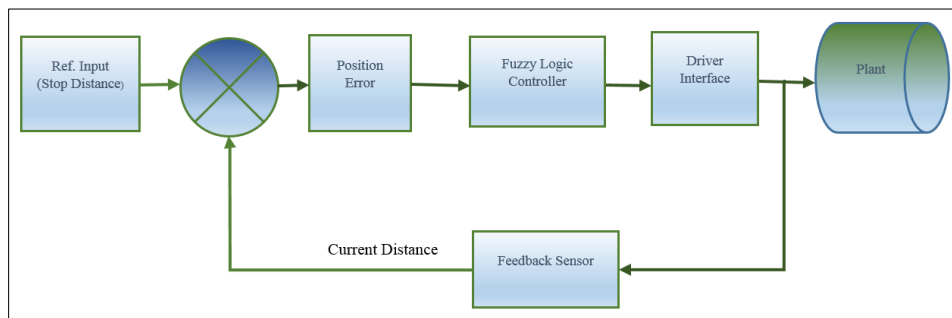 Ref. Input
(Stop Distance)
Position
Error
Fuzzy Logic
Controller
Driver
Interface
Plant
Current Distance
Feedback Sensor